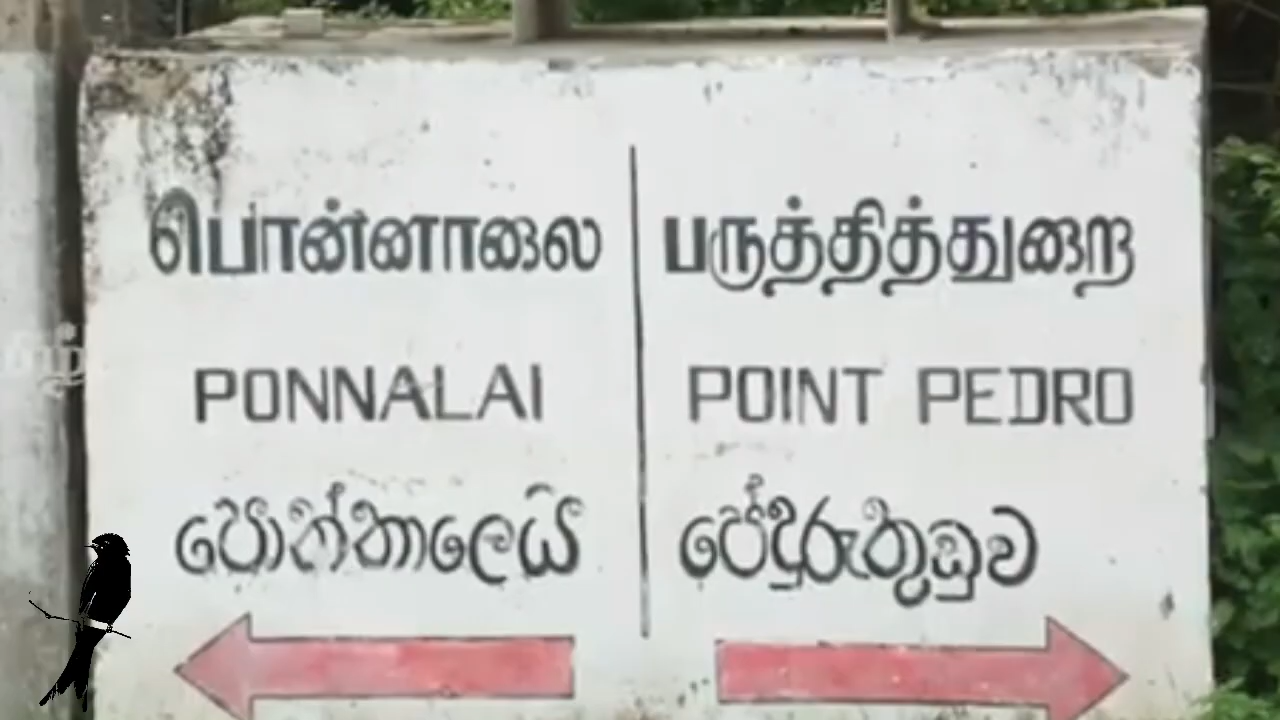 பொன்னாலை
PONNALAI
පොන්නාලෙයි
பருத்தித்துறை
POINT PEDRO
පේදුරුතුඩුව